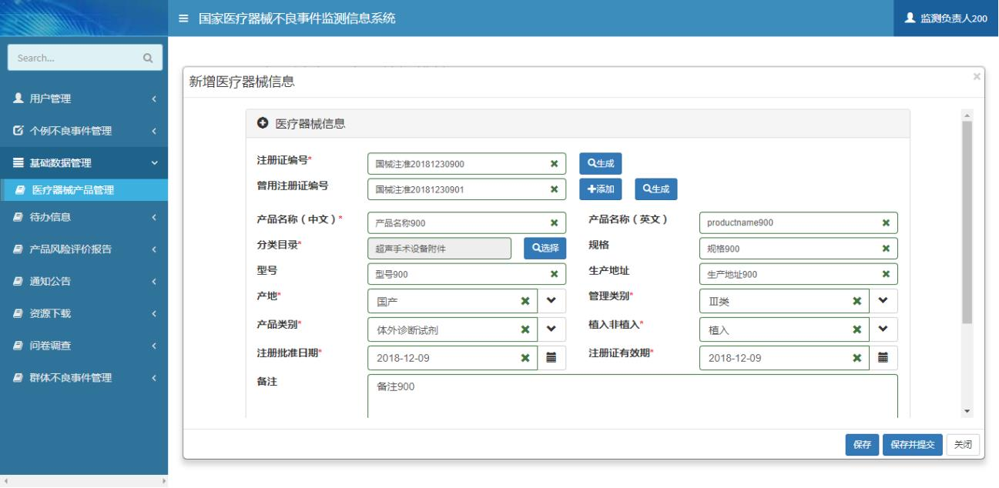 国家医疗器械不良事件监测信息系统
监测负责人200
Search...
用户管理
个例不良事件管理
基础数据管理
医疗器械产品管理
待办信息
产品风险评价报告
通知公告
资源下载
问卷调查
群体不良事件管理
新增医疗器械信息
医疗器械信息
注册证编号* 国械注准20181230900 生成
曾用注册证编号 国械注准20181230901 添加 生成
产品名称（中文）* 产品名称900 产品名称（英文） productname900
分类目录* 超声手术设备附件 选择 规格 规格900
型号 型号900 生产地址 生产地址900
产地* 国产 管理类别* Ⅲ类
产品类别* 体外诊断试剂 植入非植入* 植入
注册批准日期* 2018-12-09 注册证有效期* 2018-12-09
备注 备注900
保存 保存并提交 关闭